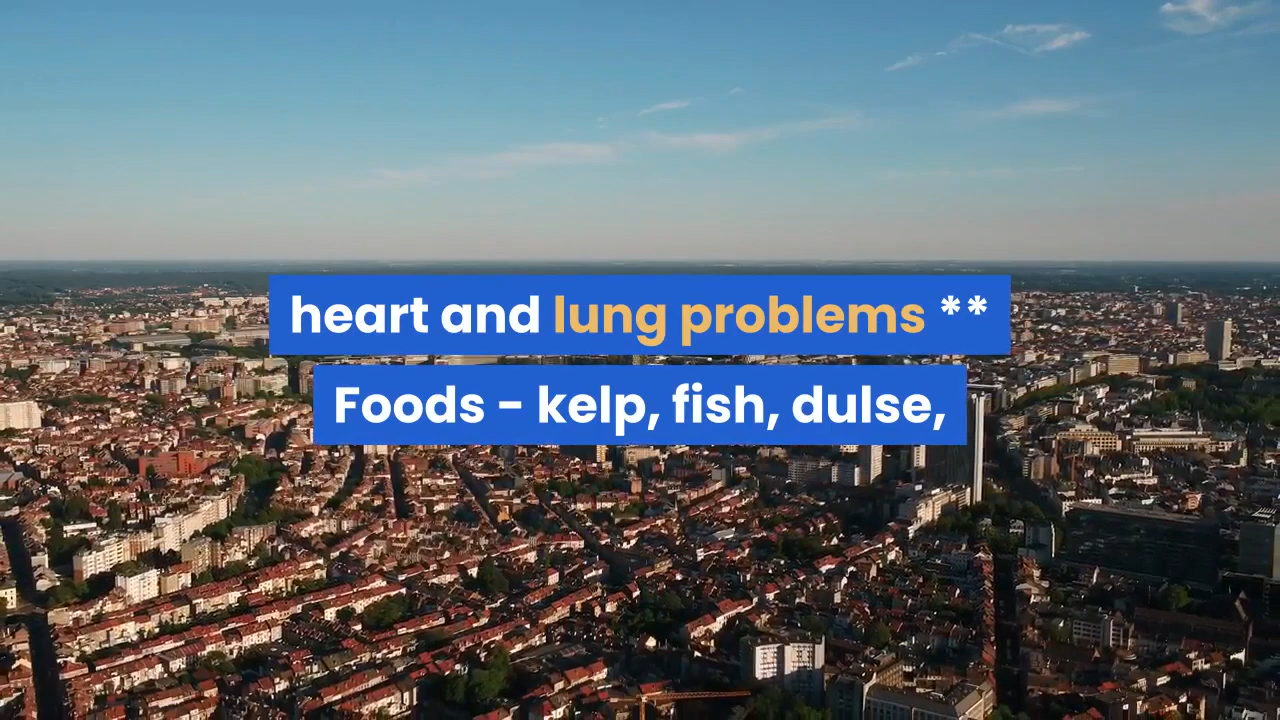 heart and lung problems **
Foods - kelp, fish, dulse,